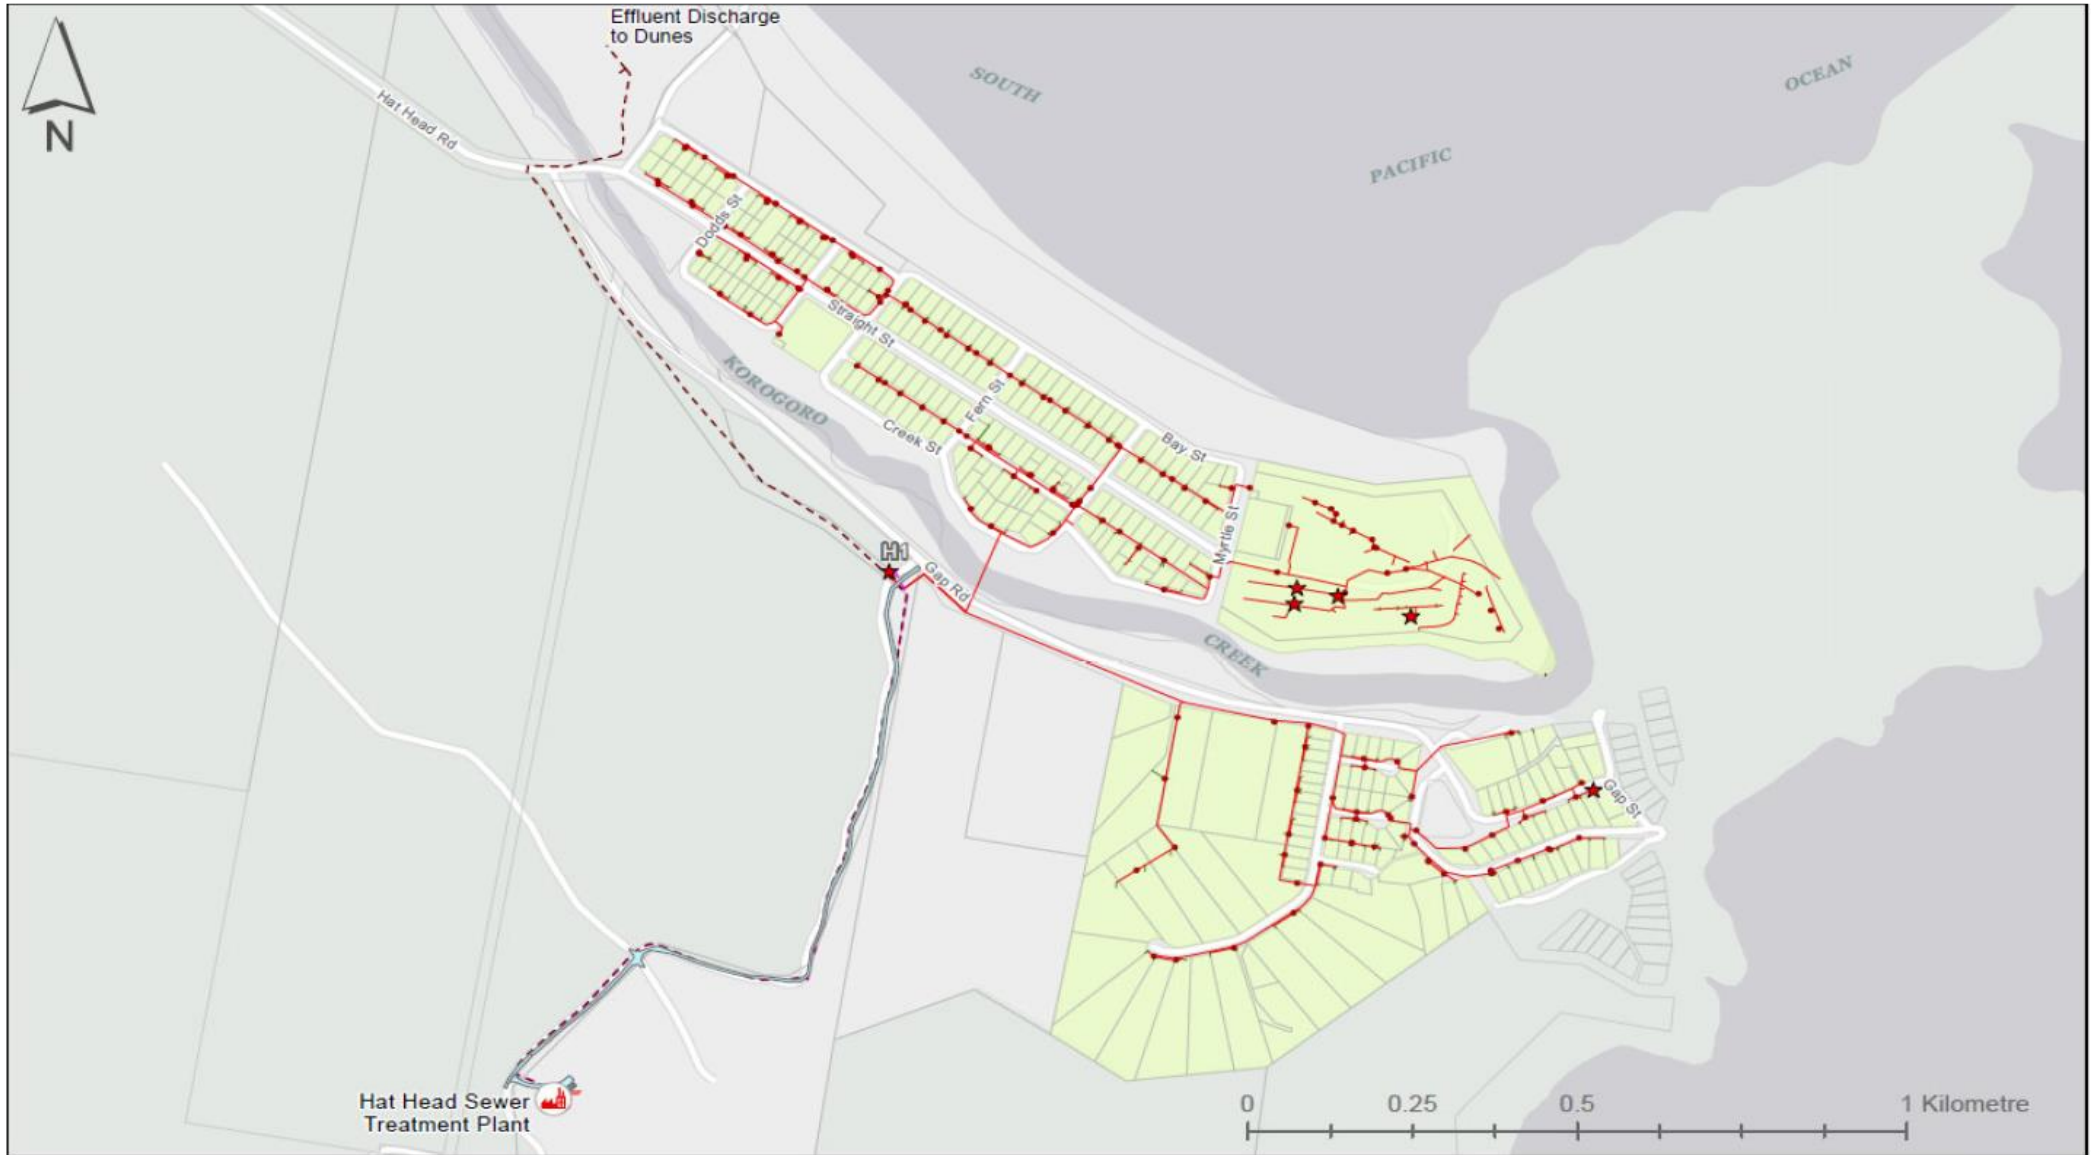 Effluent Discharge
to Dunes
N
Hat Head Rd
SOUTH
PACIFIC
OCEAN
Dodds St
Straight St
Fern St
KOROGORO
Creek St
Bay St
Myrtle St
H1
Gap Rd
CREEK
Gap St
Hat Head Sewer
Treatment Plant
0 0.25 0.5 1 Kilometre